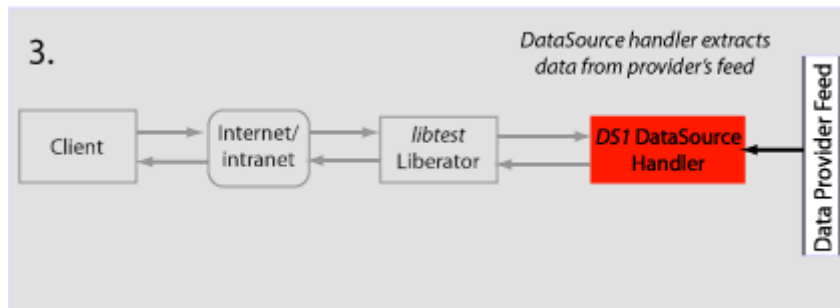 3.
DataSource handler extracts
data from provider's feed
Client
Internet/
intranet
libtest
Liberator
DS1 DataSource
Handler
Data Provider Feed